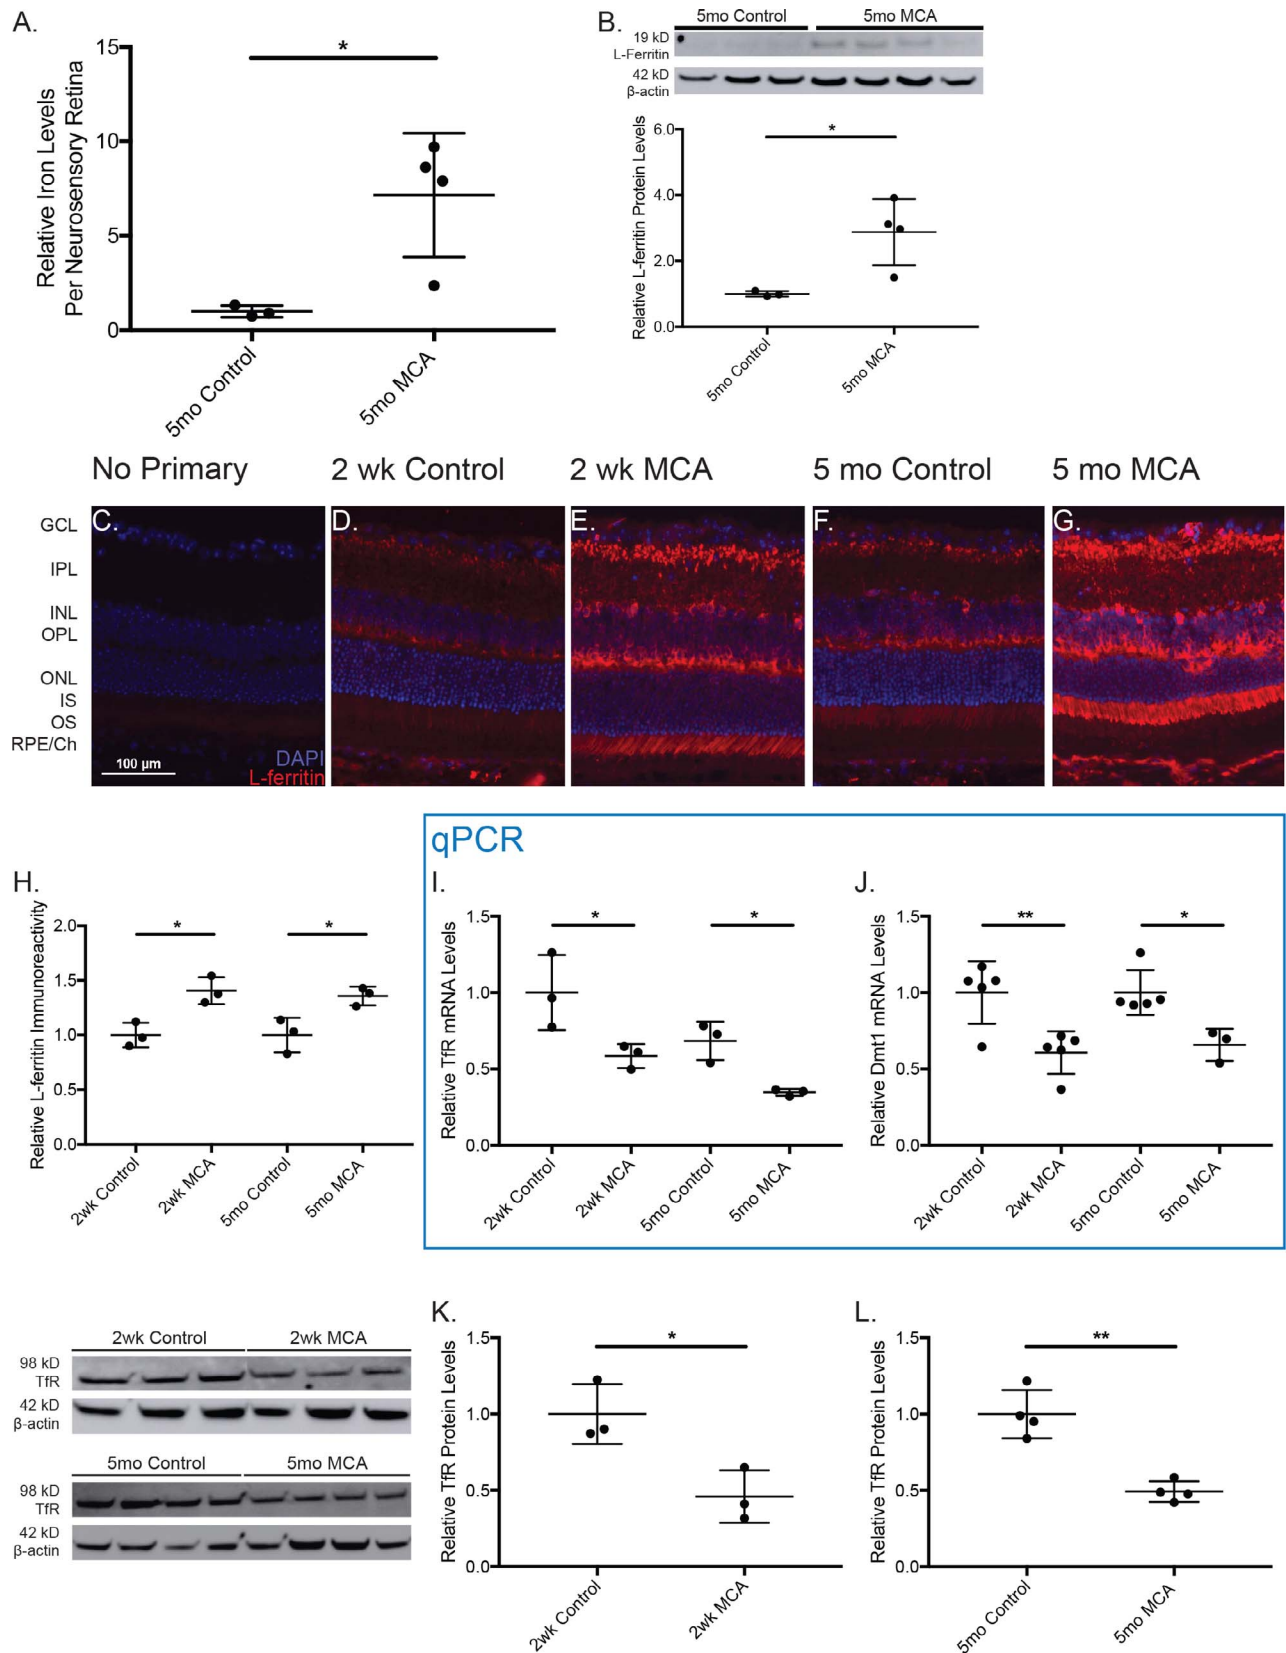 A.
15
10
5
0
Relative Iron Levels
Per Neurosensory Retina
*
5mo Control
5mo MCA
B.
5mo Control 5mo MCA
19 kD
L-Ferritin
42 kD
β-actin
6.0
4.0
2.0
0.0
Relative L-ferritin Protein Levels
*
5mo Control
5mo MCA
No Primary 2 wk Control 2 wk MCA 5 mo Control 5 mo MCA
C. D. E. F. G.
GCL
IPL
INL
OPL
ONL
IS
OS
RPE/Ch
100 µm
DAPI
L-ferritin
H.
2.0
1.5
1.0
0.5
0.0
Relative L-ferritin Immunoreactivity
* *
2wk Control
2wk MCA
5mo Control
5mo MCA
qPCR
I.
1.5
1.0
0.5
0.0
Relative TfR mRNA Levels
* *
2wk Control
2wk MCA
5mo Control
5mo MCA
J.
1.5
1.0
0.5
0.0
Relative Dmt1 mRNA Levels
** *
2wk Control
2wk MCA
5mo Control
5mo MCA
2wk Control 2wk MCA
98 kD
TfR
42 kD
β-actin
5mo Control 5mo MCA
98 kD
TfR
42 kD
β-actin
K.
1.5
1.0
0.5
0.0
Relative TfR Protein Levels
*
2wk Control
2wk MCA
L.
1.5
1.0
0.5
0.0
Relative TfR Protein Levels
**
5mo Control
5mo MCA